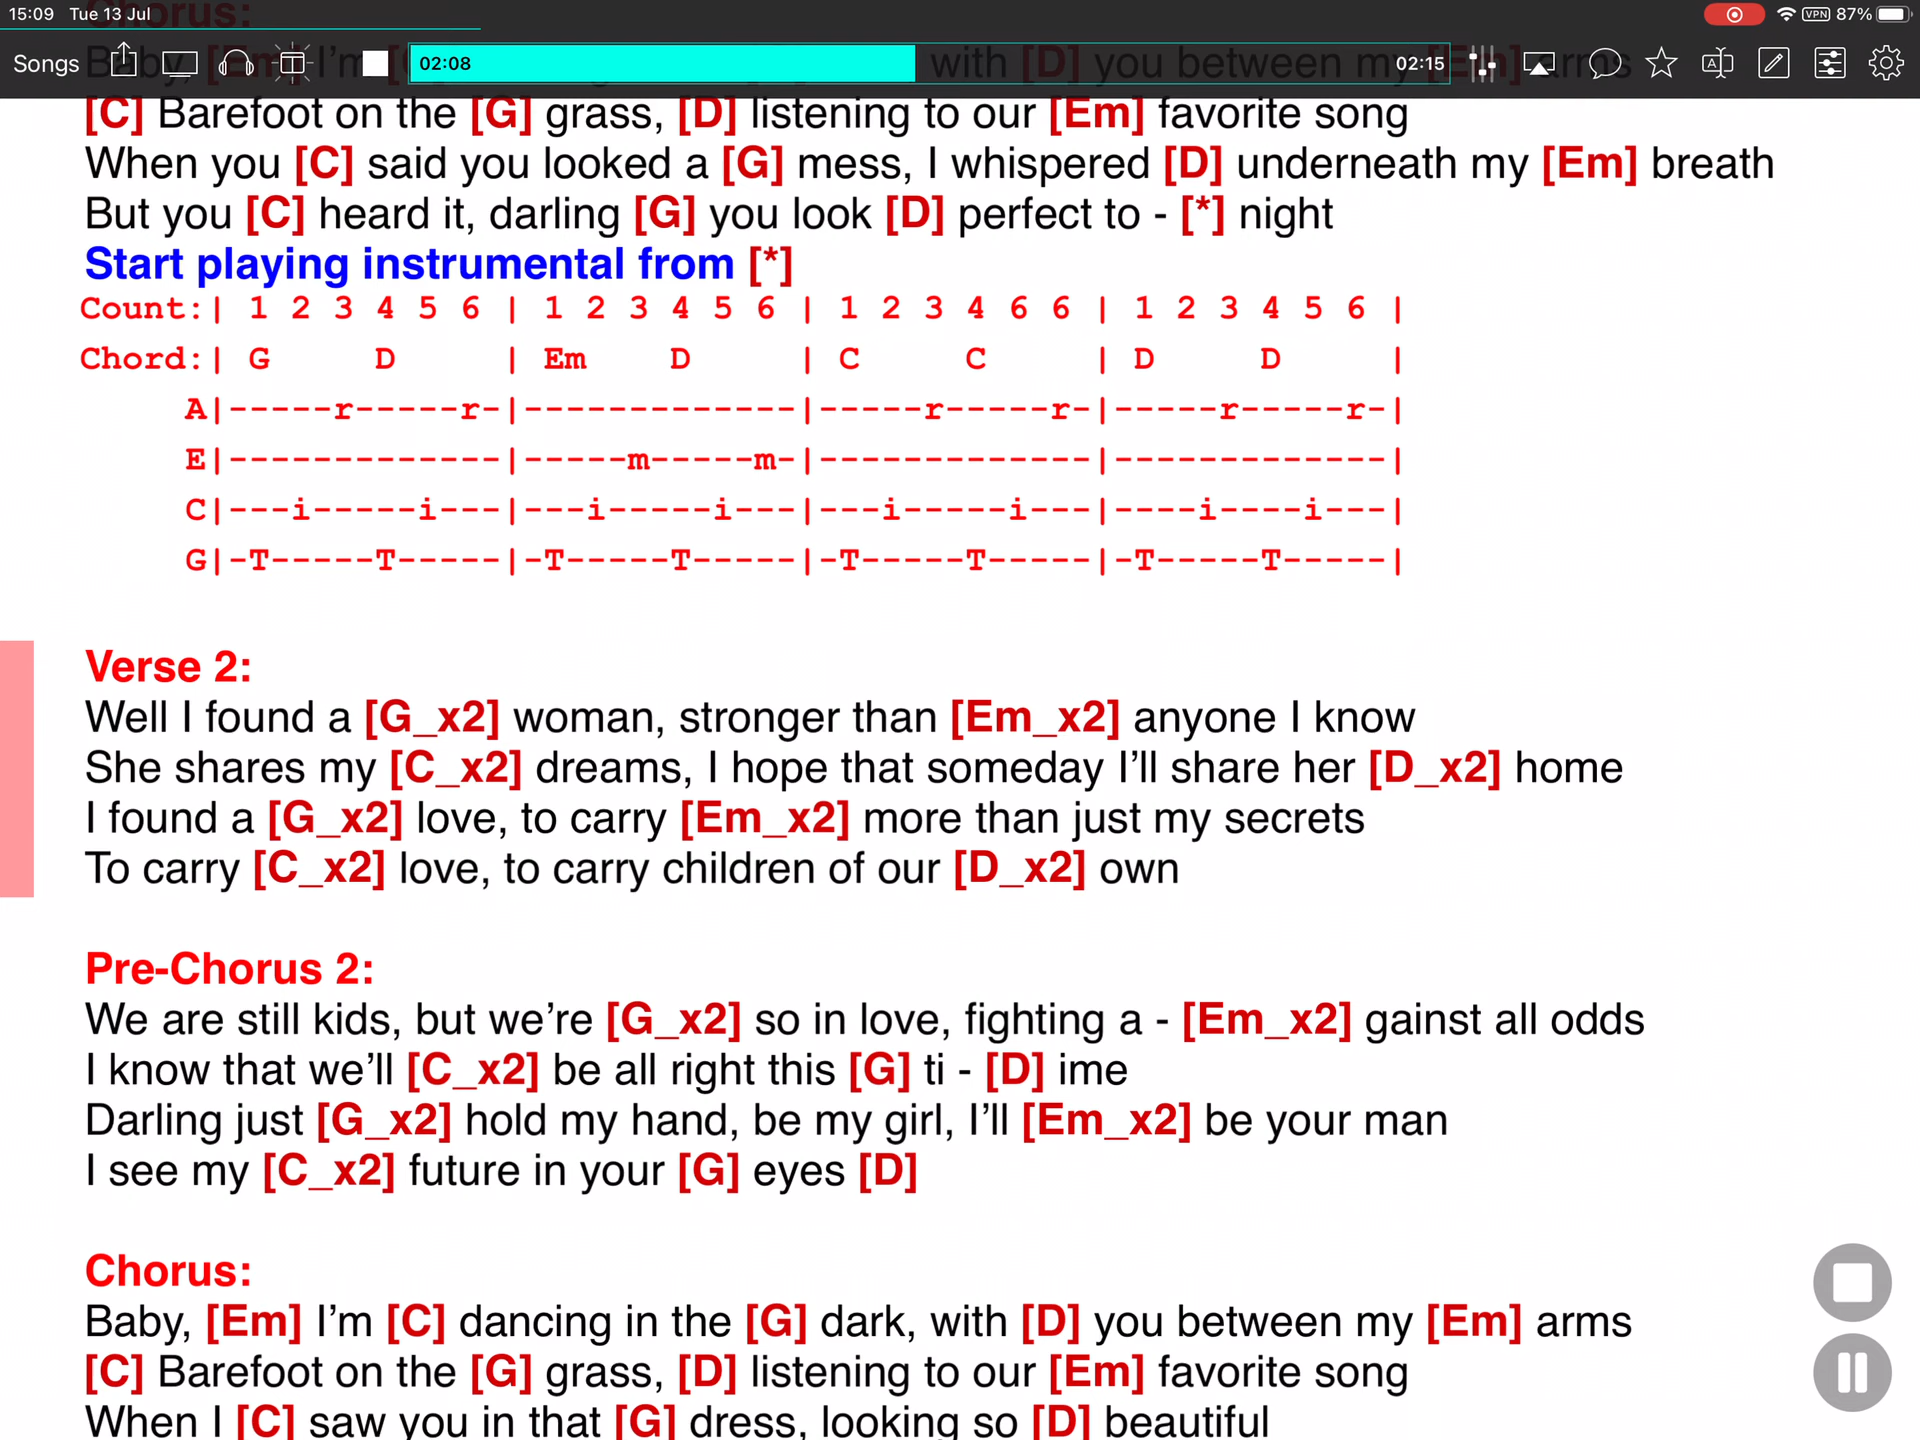 15:09 Tue 13 Jul VPN 87%
Chorus:
Songs 02:08 02:15
Baby, [Em] I'm with [D] you between my [Em] arms
[C] Barefoot on the [G] grass, [D] listening to our [Em] favorite song
When you [C] said you looked a [G] mess, I whispered [D] underneath my [Em] breath
But you [C] heard it, darling [G] you look [D] perfect to - [*] night
Start playing instrumental from [*]
Count:| 1 2 3 4 5 6 | 1 2 3 4 5 6 | 1 2 3 4 6 6 | 1 2 3 4 5 6 |
Chord:| G     D     | Em    D     | C     C     | D     D     |
A|-----r-----r-|-------------|-----r-----r-|-----r-----r-|
E|-------------|-----m-----m-|-------------|-------------|
C|---i-----i---|---i-----i---|---i-----i---|----i----i---|
G|-T-----T-----|-T-----T-----|-T-----T-----|-T-----T-----|
Verse 2:
Well I found a [G_x2] woman, stronger than [Em_x2] anyone I know
She shares my [C_x2] dreams, I hope that someday I’ll share her [D_x2] home
I found a [G_x2] love, to carry [Em_x2] more than just my secrets
To carry [C_x2] love, to carry children of our [D_x2] own
Pre-Chorus 2:
We are still kids, but we’re [G_x2] so in love, fighting a - [Em_x2] gainst all odds
I know that we’ll [C_x2] be all right this [G] ti - [D] ime
Darling just [G_x2] hold my hand, be my girl, I’ll [Em_x2] be your man
I see my [C_x2] future in your [G] eyes [D]
Chorus:
Baby, [Em] I’m [C] dancing in the [G] dark, with [D] you between my [Em] arms
[C] Barefoot on the [G] grass, [D] listening to our [Em] favorite song
When I [C] saw you in that [G] dress, looking so [D] beautiful